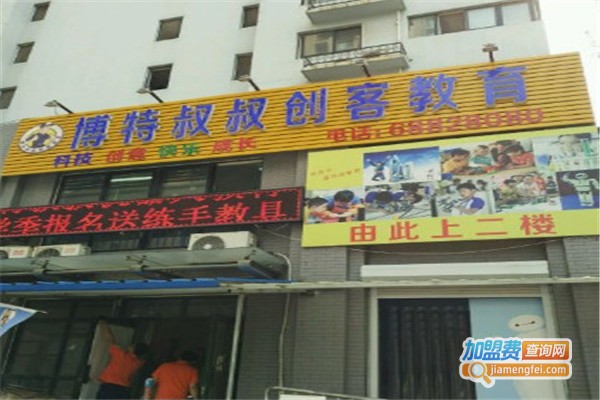 博特叔叔创客教育
科技 创意 快乐 成长
电话:68828080
季报名送练手教具
由此上二楼
加盟费查询网
jiamengfei.com